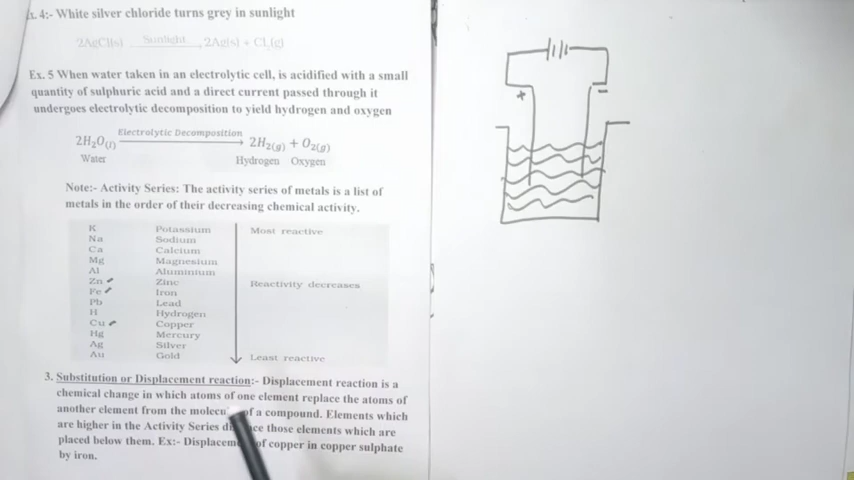 x. 4:- White silver chloride turns grey in sunlight
2AgCl(s) Sunlight 2Ag(s) + Cl₂(g)
Ex. 5 When water taken in an electrolytic cell, is acidified with a small
quantity of sulphuric acid and a direct current passed through it
undergoes electrolytic decomposition to yield hydrogen and oxygen
Electrolytic Decomposition
2H₂O(l) ⟶ 2H₂(g) + O₂(g)
Water Hydrogen Oxygen
Note:- Activity Series: The activity series of metals is a list of
metals in the order of their decreasing chemical activity.
K Potassium Most reactive
Na Sodium
Ca Calcium
Mg Magnesium
Al Aluminium
Zn Zinc Reactivity decreases
Fe Iron
Pb Lead
H Hydrogen
Cu Copper
Hg Mercury
Ag Silver
Au Gold Least reactive
3. Substitution or Displacement reaction:- Displacement reaction is a
chemical change in which atoms of one element replace the atoms of
another element from the molecu of a compound. Elements which
are higher in the Activity Series ce those elements which are
placed below them. Ex:- Displacem of copper in copper sulphate
by iron.
+ −